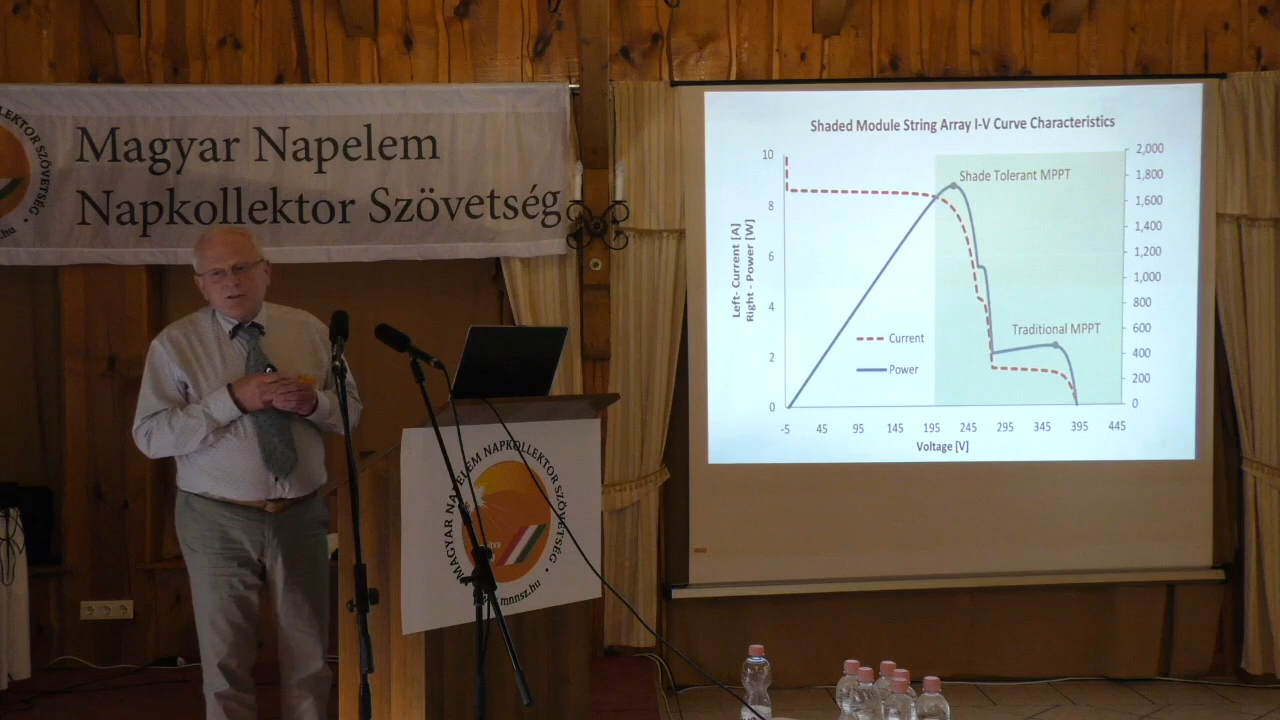 Magyar Napelem
Napkollektor Szövetség
Shaded Module String Array I-V Curve Characteristics
10
8
6
4
2
0
Left- Current [A]
Right - Power [W]
2,000
1,800
1,600
1,400
1,200
1,000
800
600
400
200
0
Shade Tolerant MPPT
Traditional MPPT
Current
Power
-5 45 95 145 195 245 295 345 395 445
Voltage [V]
MAGYAR NAPELEM NAPKOLLEKTOR SZÖVETSÉG
mnnsz.hu